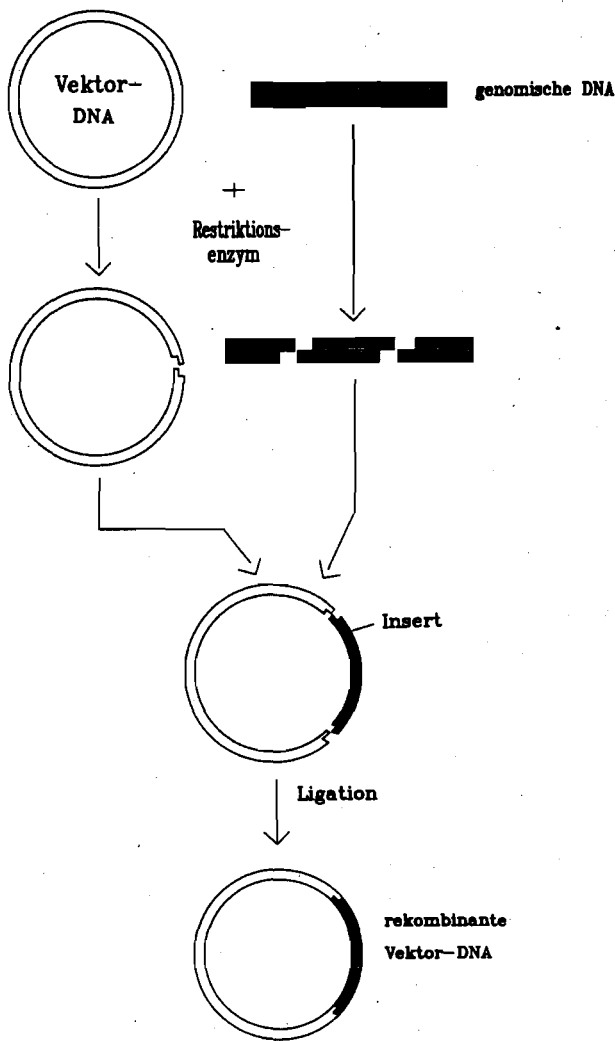 Vektor-
DNA
genomische DNA
+
Restriktions-
enzym
Insert
Ligation
rekombinante
Vektor-DNA